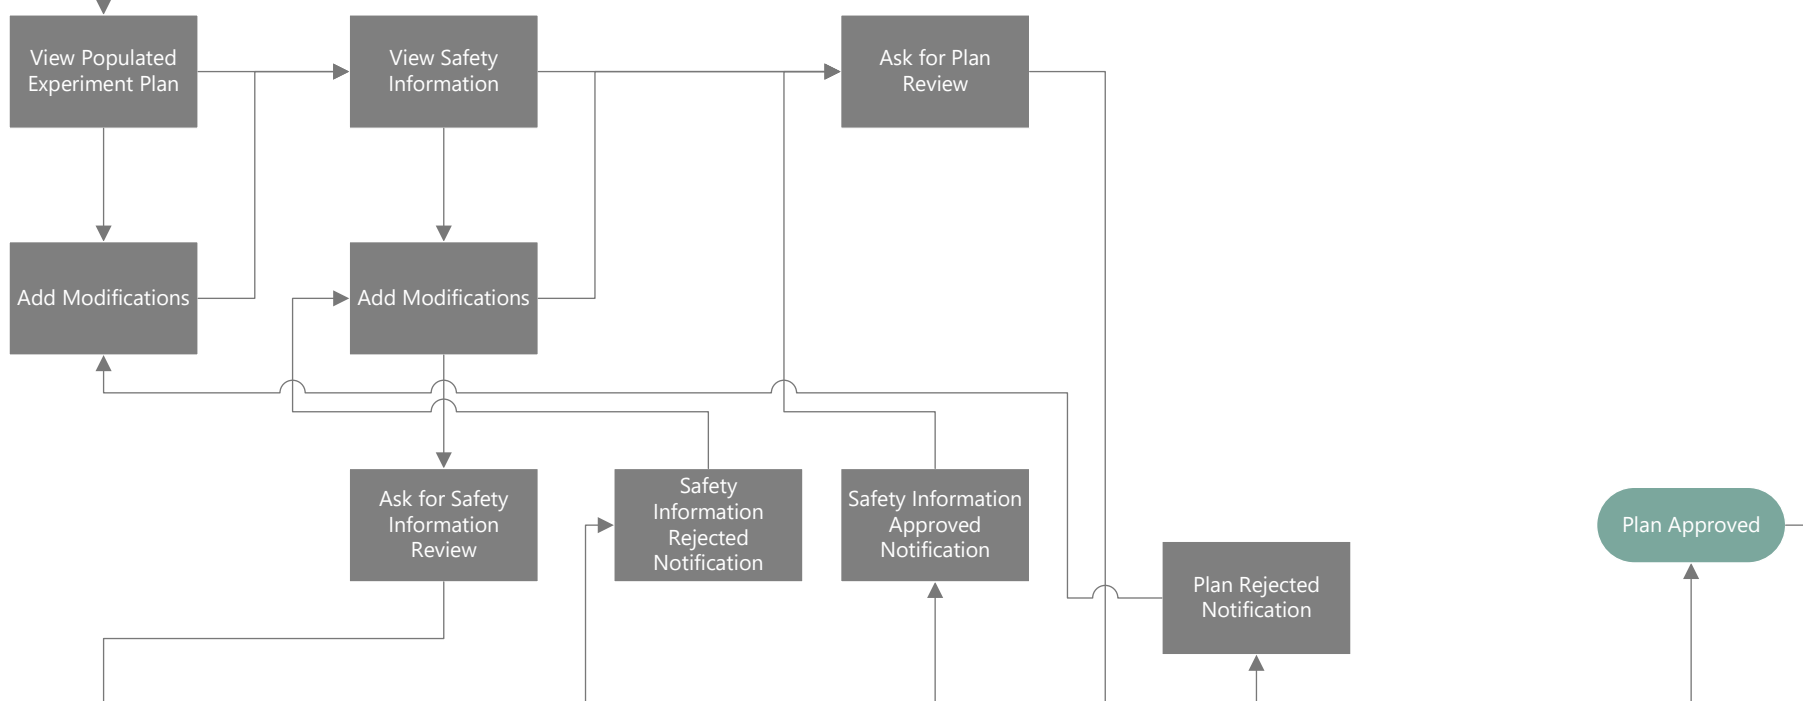 View Populated
Experiment Plan
View Safety
Information
Ask for Plan
Review
Add Modifications
Add Modifications
Ask for Safety
Information
Review
Safety
Information
Rejected
Notification
Safety Information
Approved
Notification
Plan Rejected
Notification
Plan Approved